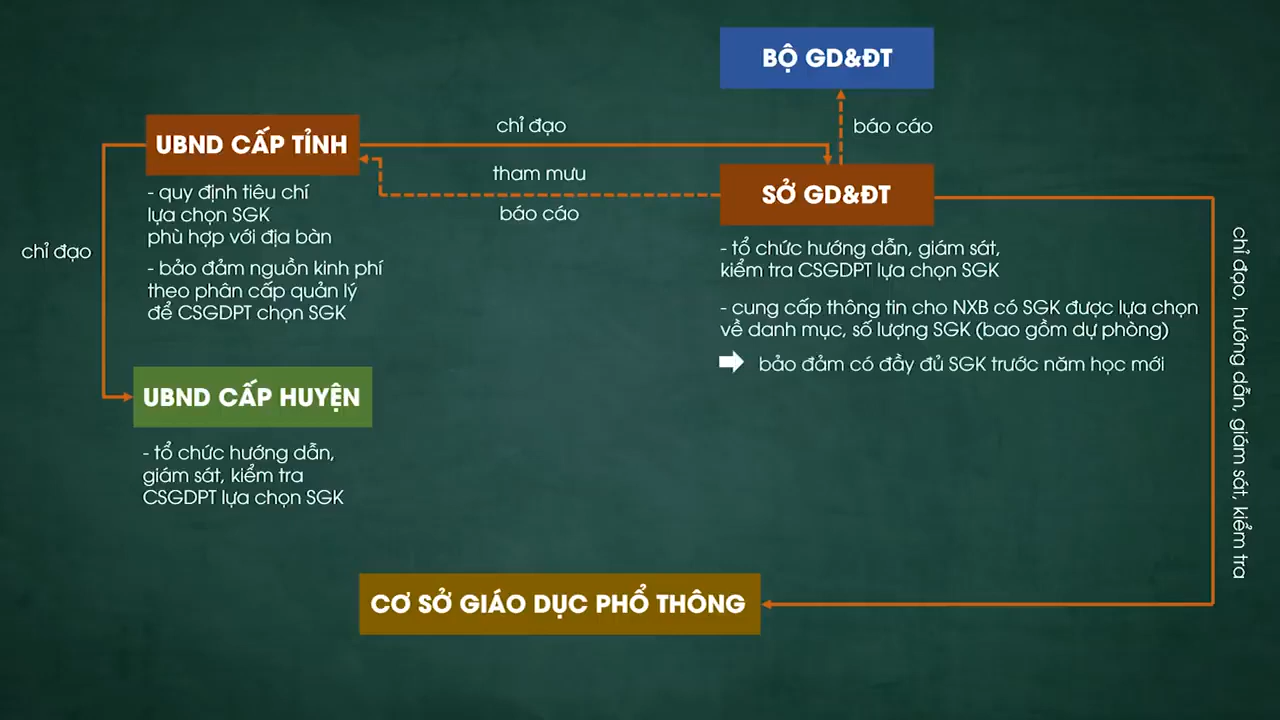 BỘ GD&ĐT
báo cáo
UBND CẤP TỈNH
chỉ đạo
tham mưu
báo cáo
SỞ GD&ĐT
- quy định tiêu chí
lựa chọn SGK
phù hợp với địa bàn
- bảo đảm nguồn kinh phí
theo phân cấp quản lý
để CSGDPT chọn SGK
chỉ đạo
- tổ chức hướng dẫn, giám sát,
kiểm tra CSGDPT lựa chọn SGK
- cung cấp thông tin cho NXB có SGK được lựa chọn
về danh mục, số lượng SGK (bao gồm dự phòng)
bảo đảm có đầy đủ SGK trước năm học mới
chỉ đạo, hướng dẫn, giám sát, kiểm tra
UBND CẤP HUYỆN
- tổ chức hướng dẫn,
giám sát, kiểm tra
CSGDPT lựa chọn SGK
CƠ SỞ GIÁO DỤC PHỔ THÔNG